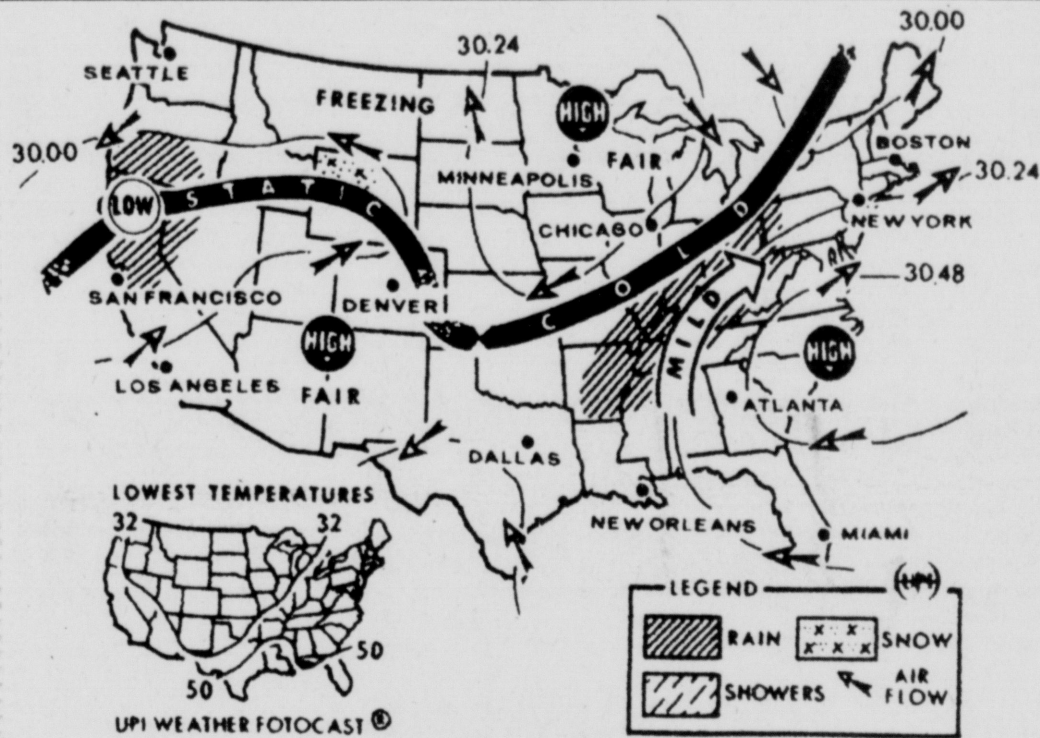 30.00
30.24
SEATTLE
FREEZING
HIGH
30.00
FAIR
BOSTON
MINNEAPOLIS
30.24
STATIC
LOW
NEW YORK
CHICAGO
COLD
30.48
SAN FRANCISCO
DENVER
MILD
HIGH
HIGH
LOS ANGELES
FAIR
ATLANTA
DALLAS
LOWEST TEMPERATURES
NEW ORLEANS
MIAMI
32
32
LEGEND
(UPI)
RAIN
SNOW
50
50
SHOWERS
AIR
FLOW
UPI WEATHER FOTOCAST ®